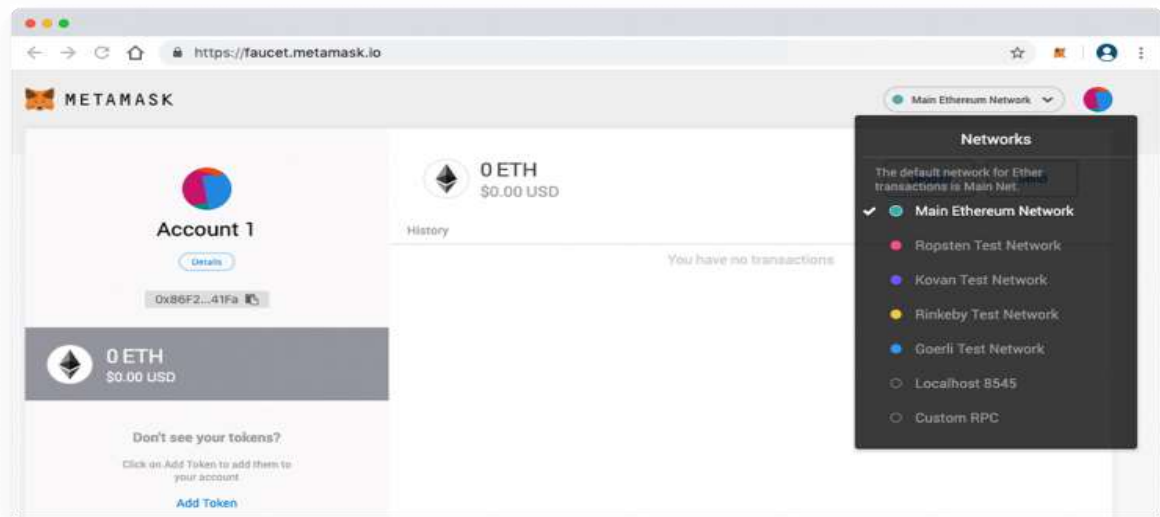 https://faucet.metamask.io
METAMASK
Main Ethereum Network
Account 1
Details
0x86F2...41Fa
0 ETH
$0.00 USD
Don't see your tokens?
Click on Add Token to add them to
your account
Add Token
0 ETH
$0.00 USD
History
You have no transactions
Networks
The default network for Ether
transactions is Main Net.
Main Ethereum Network
Ropsten Test Network
Kovan Test Network
Rinkeby Test Network
Goerli Test Network
Localhost 8545
Custom RPC